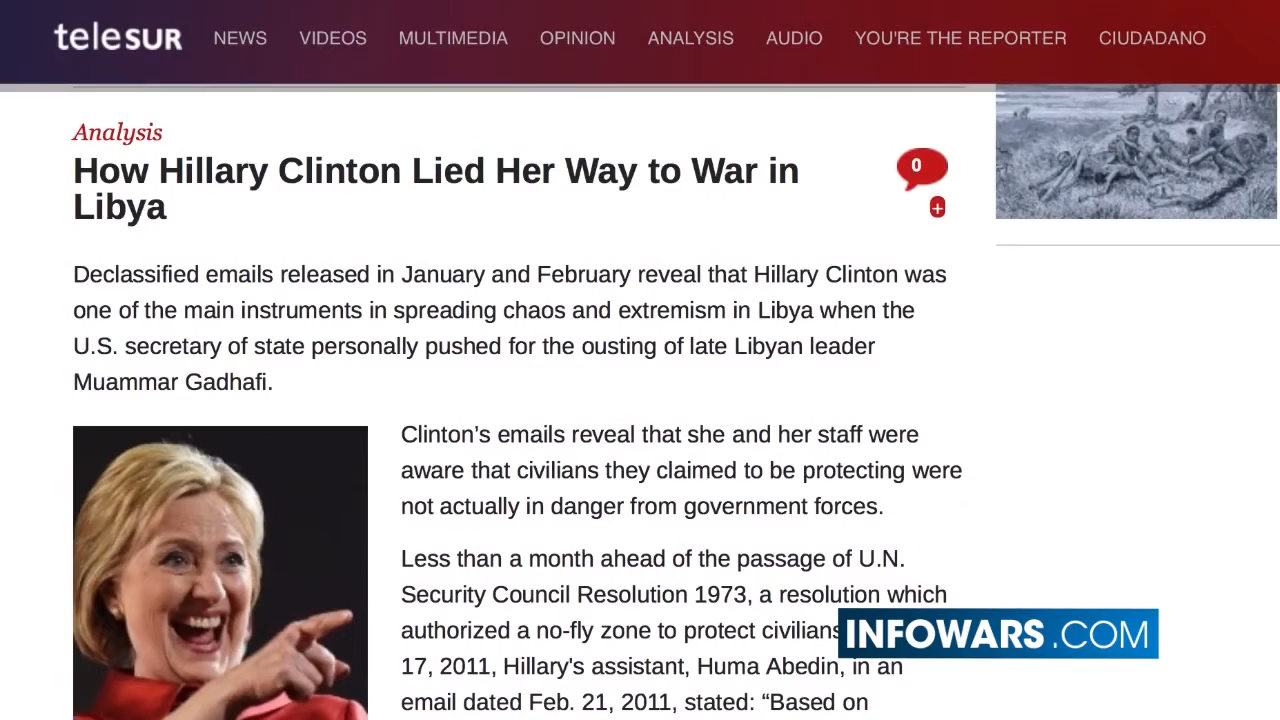 teleSUR NEWS VIDEOS MULTIMEDIA OPINION ANALYSIS AUDIO YOU'RE THE REPORTER CIUDADANO
Analysis
How Hillary Clinton Lied Her Way to War in
Libya
0
+
Declassified emails released in January and February reveal that Hillary Clinton was
one of the main instruments in spreading chaos and extremism in Libya when the
U.S. secretary of state personally pushed for the ousting of late Libyan leader
Muammar Gadhafi.
Clinton's emails reveal that she and her staff were
aware that civilians they claimed to be protecting were
not actually in danger from government forces.
Less than a month ahead of the passage of U.N.
Security Council Resolution 1973, a resolution which
authorized a no-fly zone to protect civilians
17, 2011, Hillary's assistant, Huma Abedin, in an
email dated Feb. 21, 2011, stated: “Based on
INFOWARS.COM